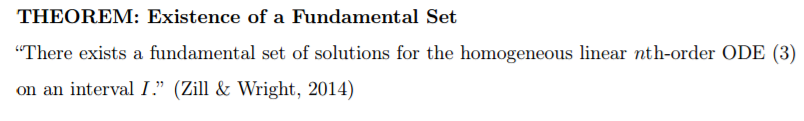 THEOREM: Existence of a Fundamental Set
“There exists a fundamental set of solutions for the homogeneous linear nth-order ODE (3)
on an interval I.” (Zill & Wright, 2014)